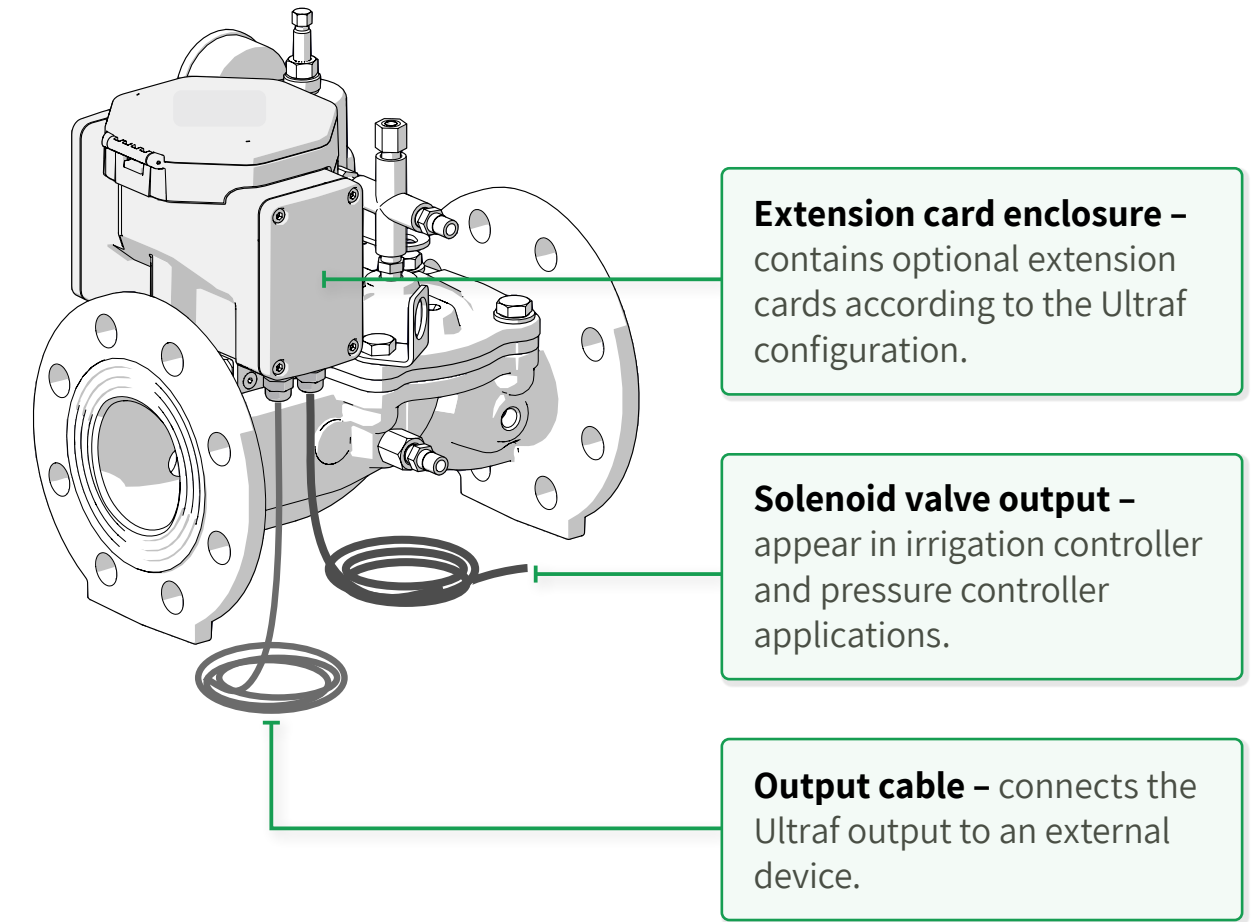 Extension card enclosure –
contains optional extension
cards according to the Ultraf
configuration.
Solenoid valve output –
appear in irrigation controller
and pressure controller
applications.
Output cable – connects the
Ultraf output to an external
device.